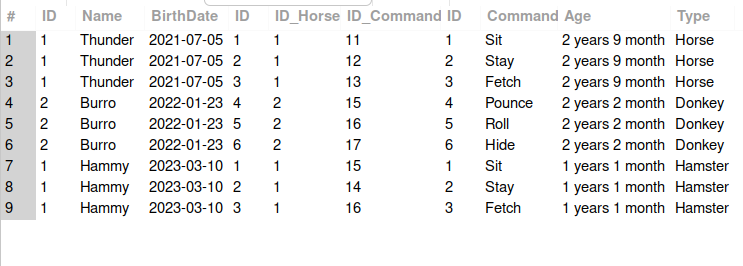 # ID Name BirthDate ID ID_Horse ID_Command ID Command Age Type
1 1 Thunder 2021-07-05 1 1 11 1 Sit 2 years 9 month Horse
2 1 Thunder 2021-07-05 2 1 12 2 Stay 2 years 9 month Horse
3 1 Thunder 2021-07-05 3 1 13 3 Fetch 2 years 9 month Horse
4 2 Burro 2022-01-23 4 2 15 4 Pounce 2 years 2 month Donkey
5 2 Burro 2022-01-23 5 2 16 5 Roll 2 years 2 month Donkey
6 2 Burro 2022-01-23 6 2 17 6 Hide 2 years 2 month Donkey
7 1 Hammy 2023-03-10 1 1 15 1 Sit 1 years 1 month Hamster
8 1 Hammy 2023-03-10 2 1 14 2 Stay 1 years 1 month Hamster
9 1 Hammy 2023-03-10 3 1 16 3 Fetch 1 years 1 month Hamster